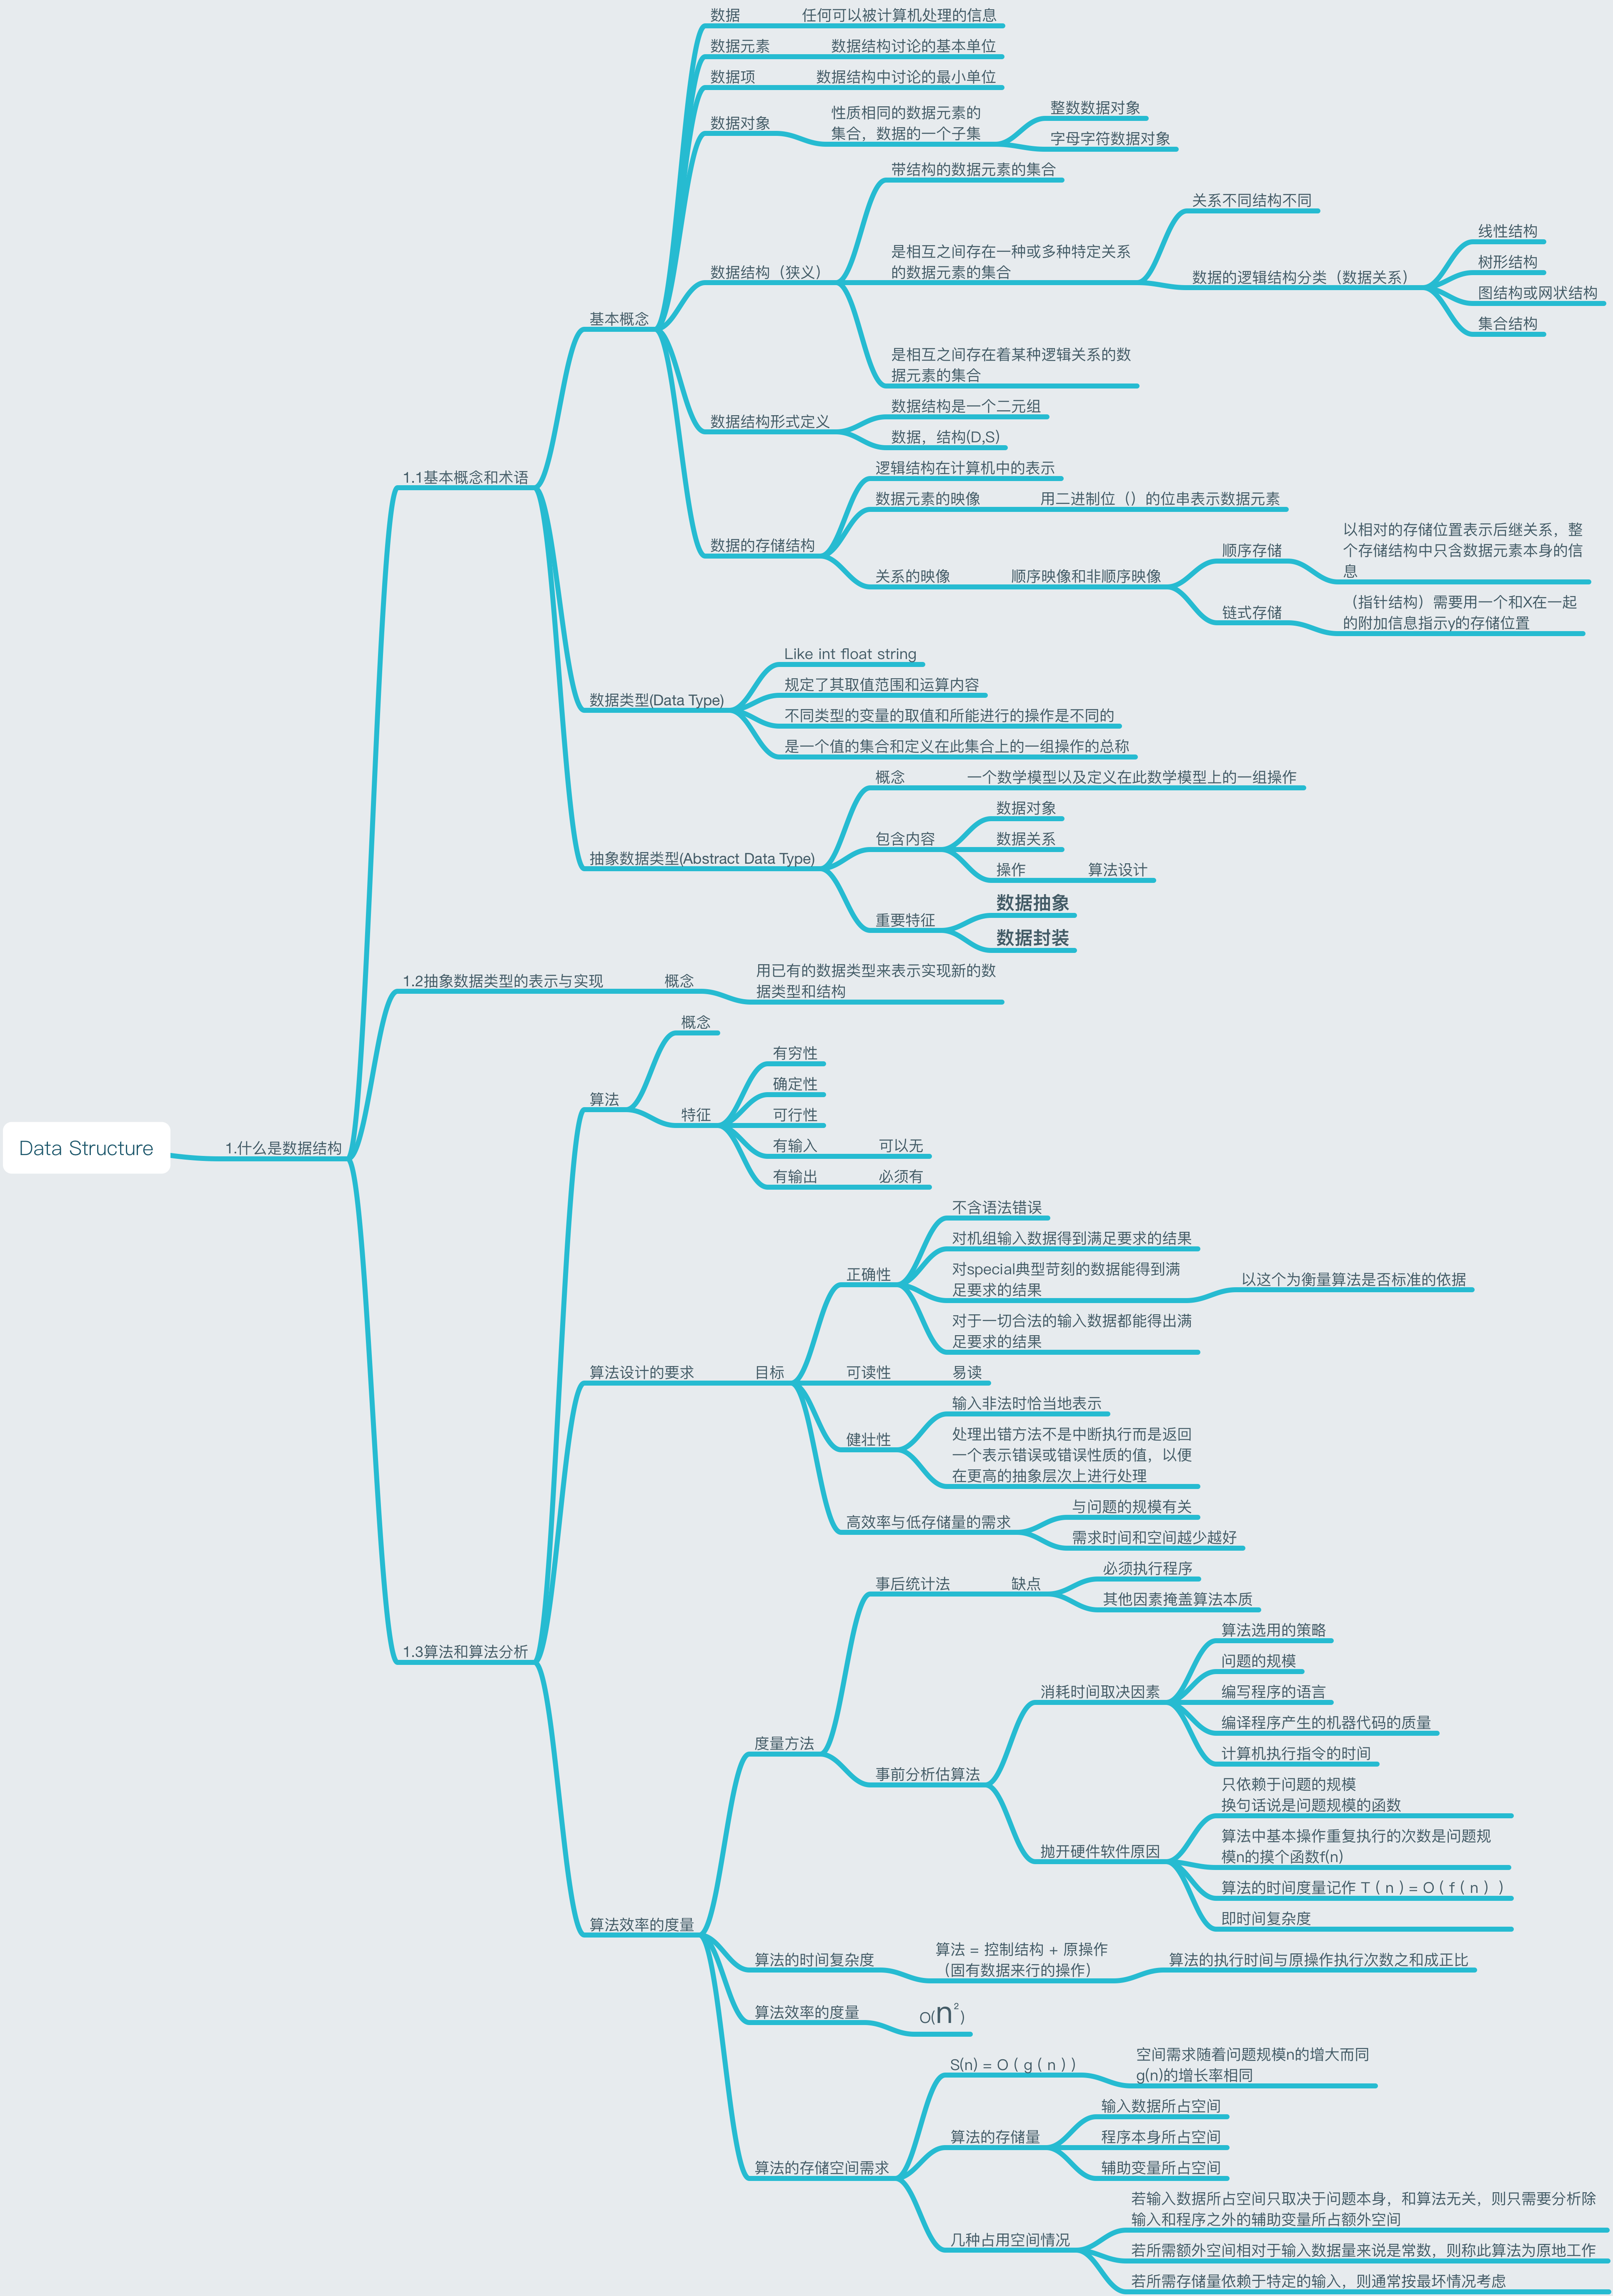 数据
任何可以被计算机处理的信息
数据元素
数据结构讨论的基本单位
数据项
数据结构中讨论的最小单位
数据对象
性质相同的数据元素的
集合，数据的一个子集
整数数据对象
字母字符数据对象
带结构的数据元素的集合
关系不同结构不同
数据结构（狭义）
是相互之间存在一种或多种特定关系
的数据元素的集合
数据的逻辑结构分类（数据关系）
线性结构
树形结构
图结构或网状结构
集合结构
基本概念
是相互之间存在着某种逻辑关系的数
据元素的集合
数据结构形式定义
数据结构是一个二元组
数据，结构(D,S)
1.1基本概念和术语
数据的存储结构
逻辑结构在计算机中的表示
数据元素的映像
用二进制位（）的位串表示数据元素
关系的映像
顺序映像和非顺序映像
顺序存储
以相对的存储位置表示后继关系，整
个存储结构中只含数据元素本身的信
息
链式存储
（指针结构）需要用一个和X在一起
的附加信息指示y的存储位置
数据类型(Data Type)
Like int float string
规定了其取值范围和运算内容
不同类型的变量的取值和所能进行的操作是不同的
是一个值的集合和定义在此集合上的一组操作的总称
抽象数据类型(Abstract Data Type)
概念
一个数学模型以及定义在此数学模型上的一组操作
包含内容
数据对象
数据关系
操作
算法设计
重要特征
数据抽象
数据封装
1.2抽象数据类型的表示与实现
概念
用已有的数据类型来表示实现新的数
据类型和结构
Data Structure
1.什么是数据结构
算法
概念
特征
有穷性
确定性
可行性
有输入
可以无
有输出
必须有
算法设计的要求
目标
正确性
不含语法错误
对机组输入数据得到满足要求的结果
对special典型苛刻的数据能得到满
足要求的结果
以这个为衡量算法是否标准的依据
对于一切合法的输入数据都能得出满
足要求的结果
可读性
易读
健壮性
输入非法时恰当地表示
处理出错方法不是中断执行而是返回
一个表示错误或错误性质的值，以便
在更高的抽象层次上进行处理
高效率与低存储量的需求
与问题的规模有关
需求时间和空间越少越好
1.3算法和算法分析
算法效率的度量
度量方法
事后统计法
缺点
必须执行程序
其他因素掩盖算法本质
事前分析估算法
消耗时间取决因素
算法选用的策略
问题的规模
编写程序的语言
编译程序产生的机器代码的质量
计算机执行指令的时间
抛开硬件软件原因
只依赖于问题的规模
换句话说是问题规模的函数
算法中基本操作重复执行的次数是问题规
模n的摸个函数f(n)
算法的时间度量记作 T ( n ) = O ( f ( n ) )
即时间复杂度
算法的时间复杂度
算法 = 控制结构 + 原操作
（固有数据来行的操作）
算法的执行时间与原操作执行次数之和成正比
算法效率的度量
O(n²)
算法的存储空间需求
S(n) = O ( g ( n ) )
空间需求随着问题规模n的增大而同
g(n)的增长率相同
算法的存储量
输入数据所占空间
程序本身所占空间
辅助变量所占空间
几种占用空间情况
若输入数据所占空间只取决于问题本身，和算法无关，则只需要分析除
输入和程序之外的辅助变量所占额外空间
若所需额外空间相对于输入数据量来说是常数，则称此算法为原地工作
若所需存储量依赖于特定的输入，则通常按最坏情况考虑